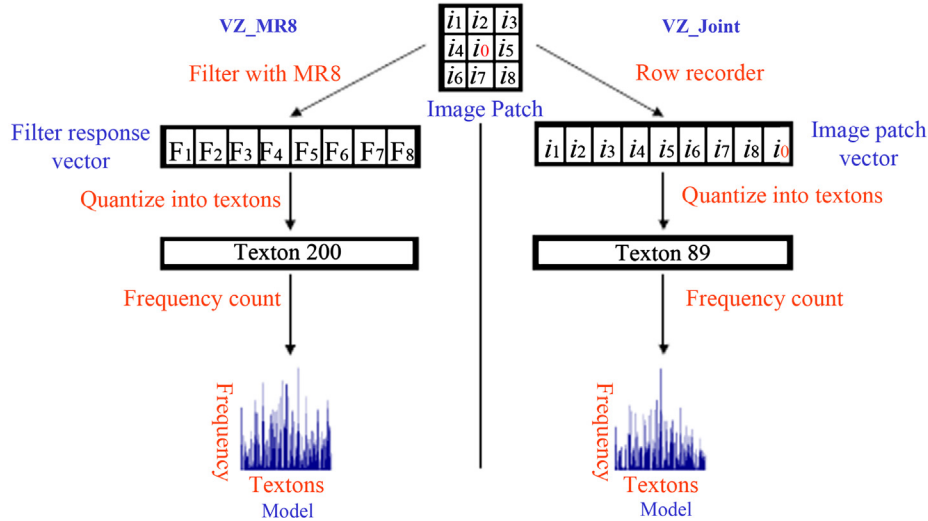 VZ_MR8
VZ_Joint
i1 i2 i3
i4 i0 i5
i6 i7 i8
Filter with MR8
Row recorder
Image Patch
Filter response
vector
F1 F2 F3 F4 F5 F6 F7 F8
i1 i2 i3 i4 i5 i6 i7 i8 i0
Image patch
vector
Quantize into textons
Quantize into textons
Texton 200
Texton 89
Frequency count
Frequency count
Frequency
Textons
Model
Frequency
Textons
Model